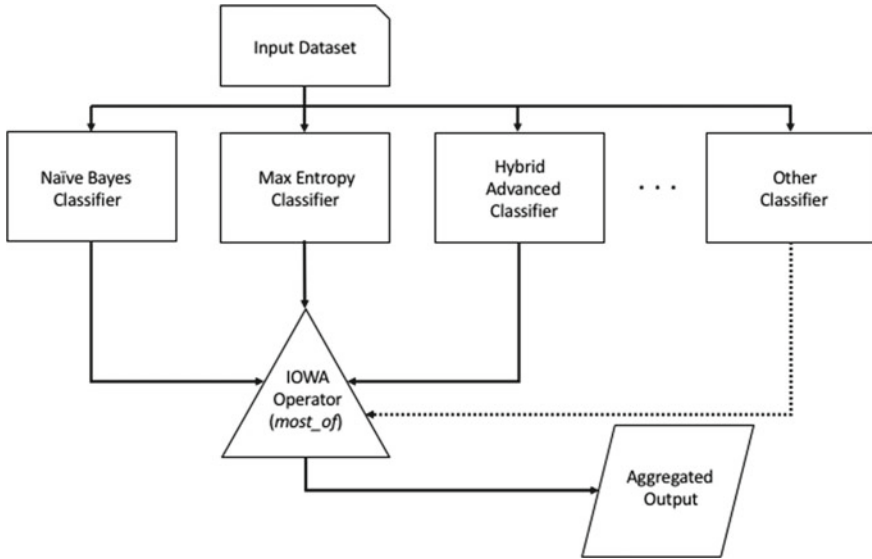 Input Dataset
Naïve Bayes
Classifier
Max Entropy
Classifier
Hybrid
Advanced
Classifier
. . .
Other
Classifier
IOWA
Operator
(most_of)
Aggregated
Output